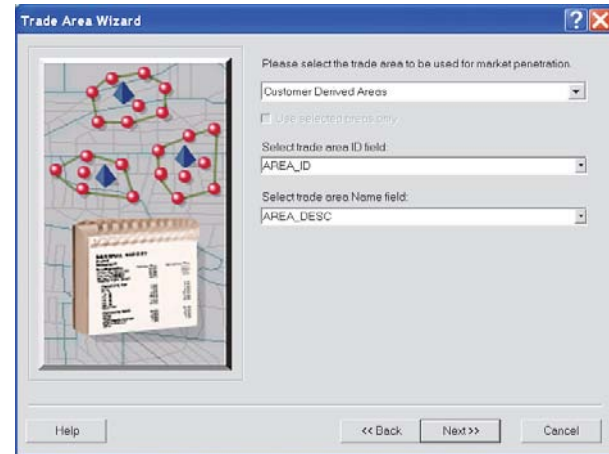 Trade Area Wizard
Please select the trade area to be used for market penetration.
Customer Derived Areas
Use selected areas only
Select trade area ID field:
AREA_ID
Select trade area Name field:
AREA_DESC
Help
<< Back
Next >>
Cancel